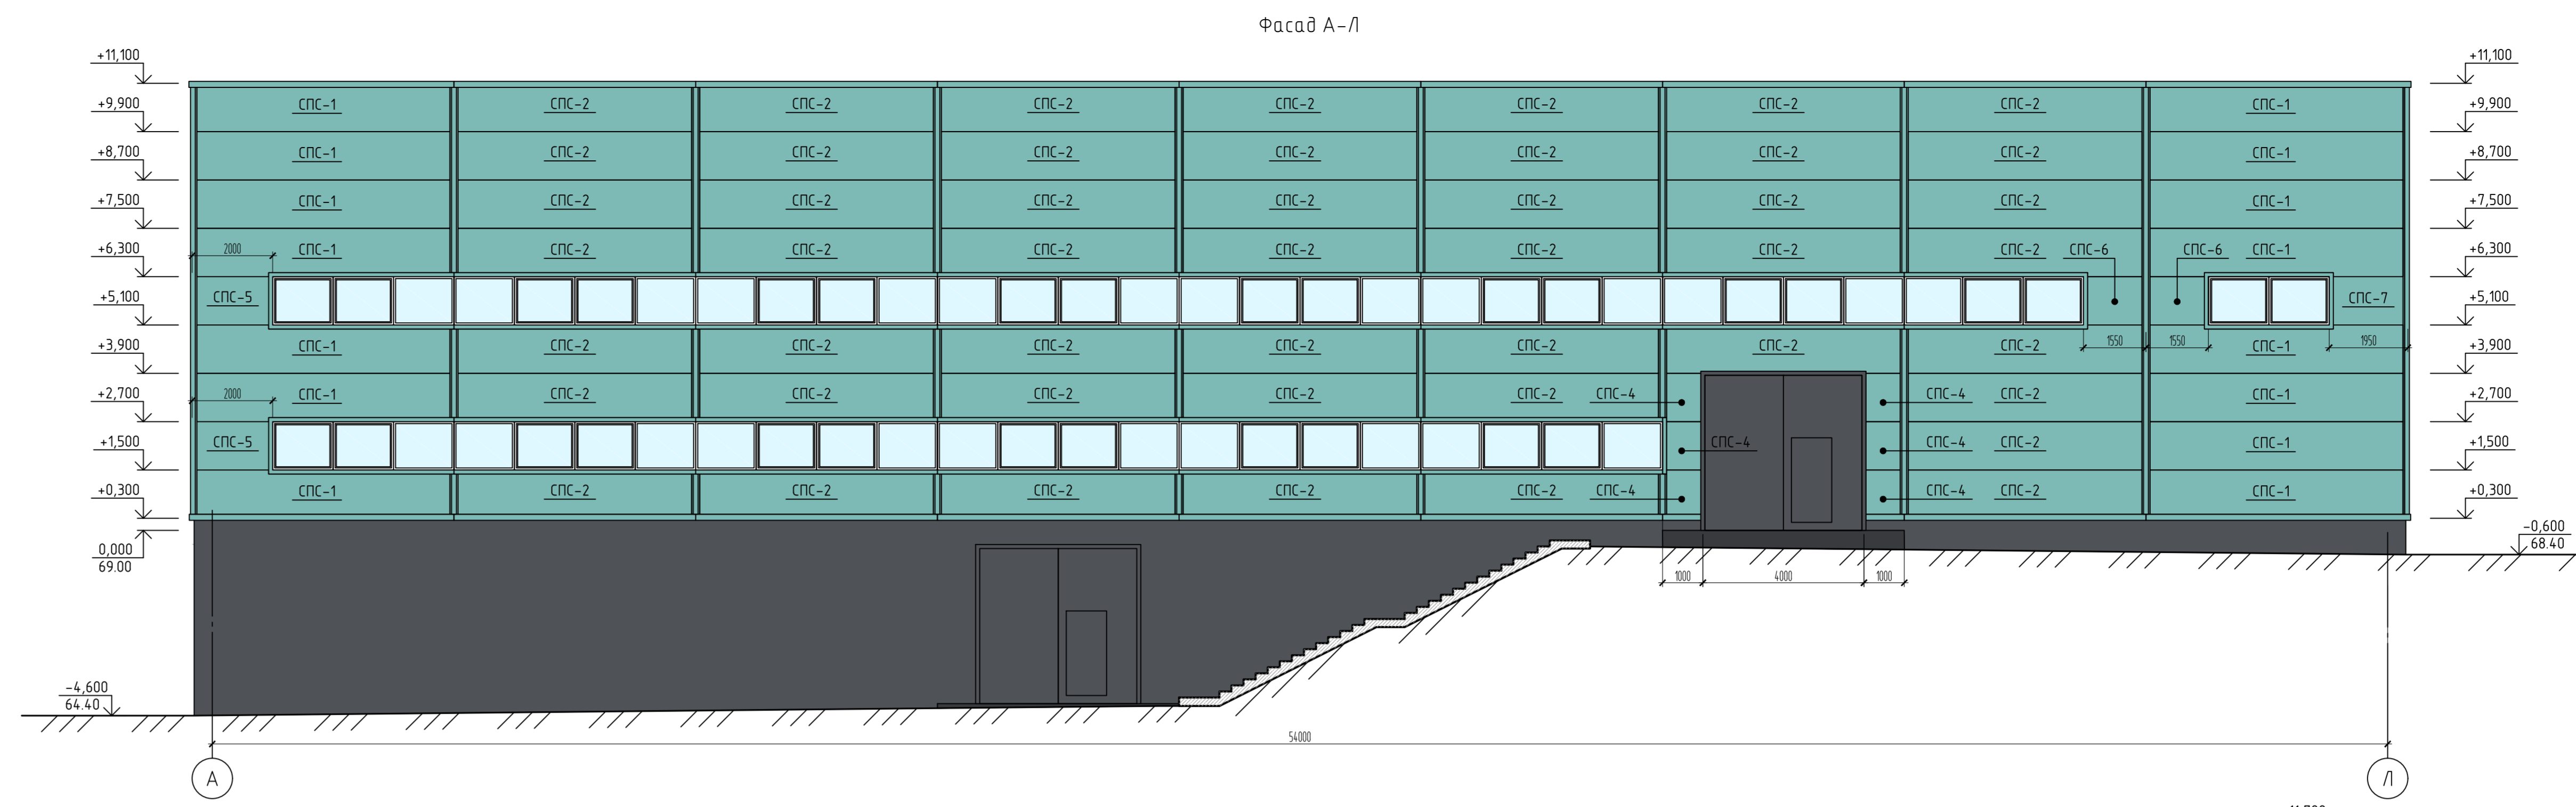 Фасад А-Л
+11,100 +11,100
СПС-1 СПС-2 СПС-2 СПС-2 СПС-2 СПС-2 СПС-2 СПС-2 СПС-1
+9,900 +9,900
СПС-1 СПС-2 СПС-2 СПС-2 СПС-2 СПС-2 СПС-2 СПС-2 СПС-1
+8,700 +8,700
СПС-1 СПС-2 СПС-2 СПС-2 СПС-2 СПС-2 СПС-2 СПС-2 СПС-1
+7,500 +7,500
+6,300 2000 СПС-1 СПС-2 СПС-2 СПС-2 СПС-2 СПС-2 СПС-2 СПС-2 СПС-6 СПС-6 СПС-1 +6,300
+5,100 СПС-5 СПС-7 +5,100
+3,900 СПС-1 СПС-2 СПС-2 СПС-2 СПС-2 СПС-2 СПС-2 СПС-2 1550 1550 СПС-1 1950 +3,900
+2,700 2000 СПС-1 СПС-2 СПС-2 СПС-2 СПС-2 СПС-2 СПС-4 СПС-4 СПС-2 СПС-1 +2,700
+1,500 СПС-5 СПС-4 СПС-4 СПС-2 СПС-1 +1,500
+0,300 СПС-1 СПС-2 СПС-2 СПС-2 СПС-2 СПС-2 СПС-4 СПС-4 СПС-2 СПС-1 +0,300
0,000 -0,600
69.00 68.40
1000 4000 1000
-4,600
64.40
54000
А Л